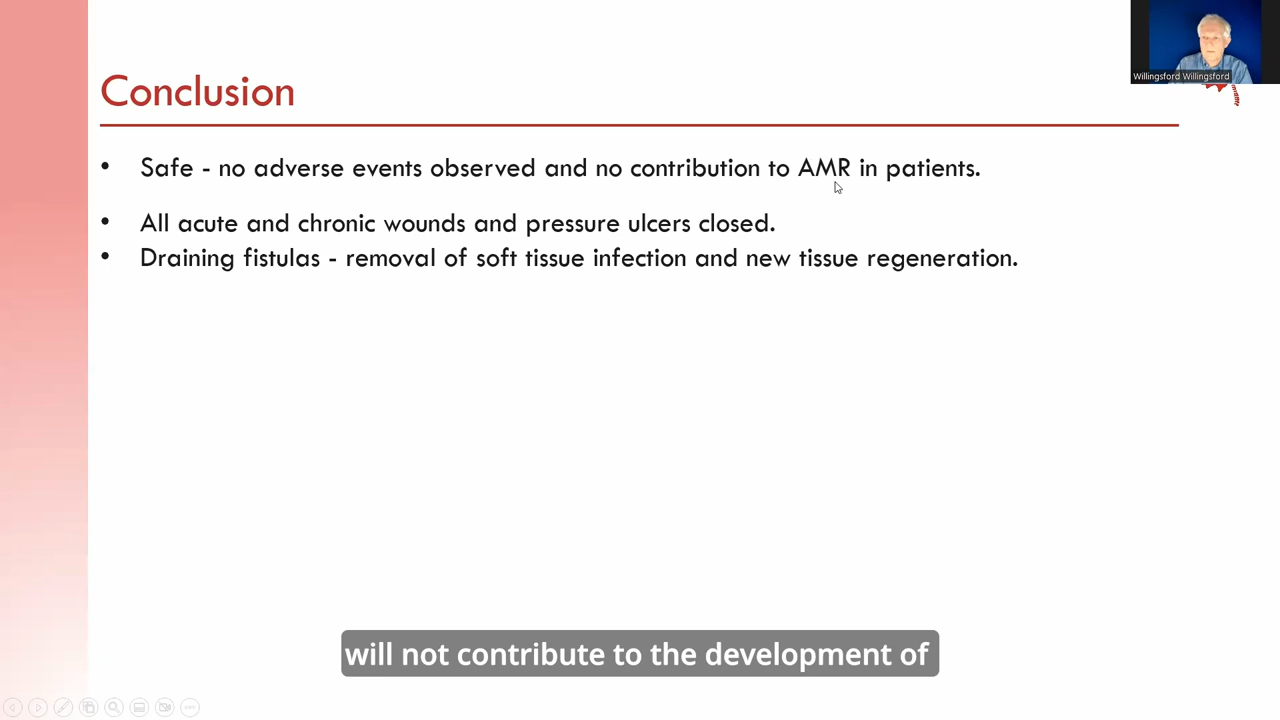 Willingsford Willingsford
Conclusion
• Safe - no adverse events observed and no contribution to AMR in patients.
• All acute and chronic wounds and pressure ulcers closed.
• Draining fistulas - removal of soft tissue infection and new tissue regeneration.
will not contribute to the development of